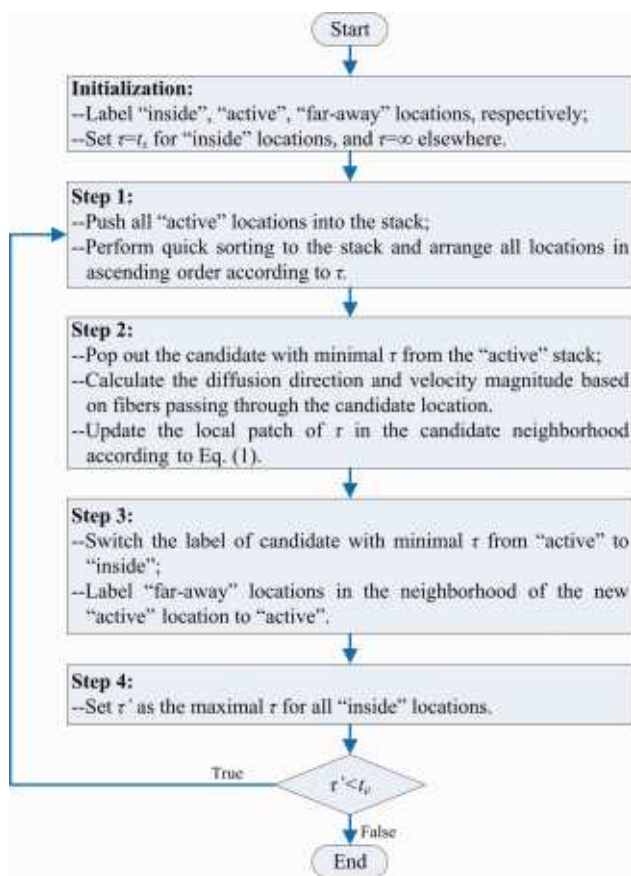 Start
Initialization:
--Label “inside”, “active”, “far-away” locations, respectively;
--Set τ=tₛ for “inside” locations, and τ=∞ elsewhere.
Step 1:
--Push all “active” locations into the stack;
--Perform quick sorting to the stack and arrange all locations in
ascending order according to τ.
Step 2:
--Pop out the candidate with minimal τ from the “active” stack;
--Calculate the diffusion direction and velocity magnitude based
on fibers passing through the candidate location.
--Update the local patch of τ in the candidate neighborhood
according to Eq. (1).
Step 3:
--Switch the label of candidate with minimal τ from “active” to
“inside”;
--Label “far-away” locations in the neighborhood of the new
“active” location to “active”.
Step 4:
--Set τ’ as the maximal τ for all “inside” locations.
True
τ’<tₑ
False
End